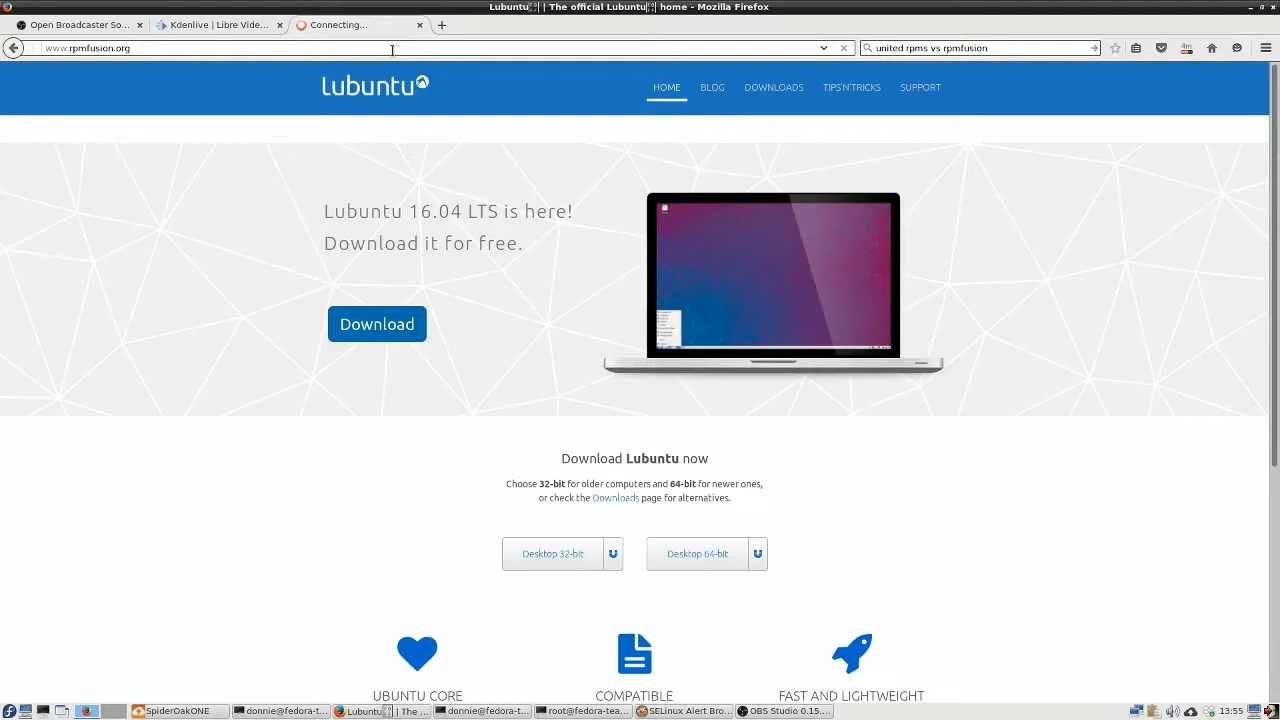 Lubuntu | The official Lubuntu home - Mozilla Firefox
Open Broadcaster So...
Kdenlive | Libre Vide...
Connecting...
www.rpmfusion.org
united rpms vs rpmfusion
lubuntu
HOME
BLOG
DOWNLOADS
TIPS'N'TRICKS
SUPPORT
Lubuntu 16.04 LTS is here!
Download it for free.
Download
Download Lubuntu now
Choose 32-bit for older computers and 64-bit for newer ones,
or check the Downloads page for alternatives.
Desktop 32-bit
Desktop 64-bit
UBUNTU CORE
COMPATIBLE
FAST AND LIGHTWEIGHT
SpiderOakONE
donnie@fedora-t...
Lubuntu | The ...
donnie@fedora-t...
root@fedora-tea...
SELinux Alert Bro...
OBS Studio 0.15....
13:55